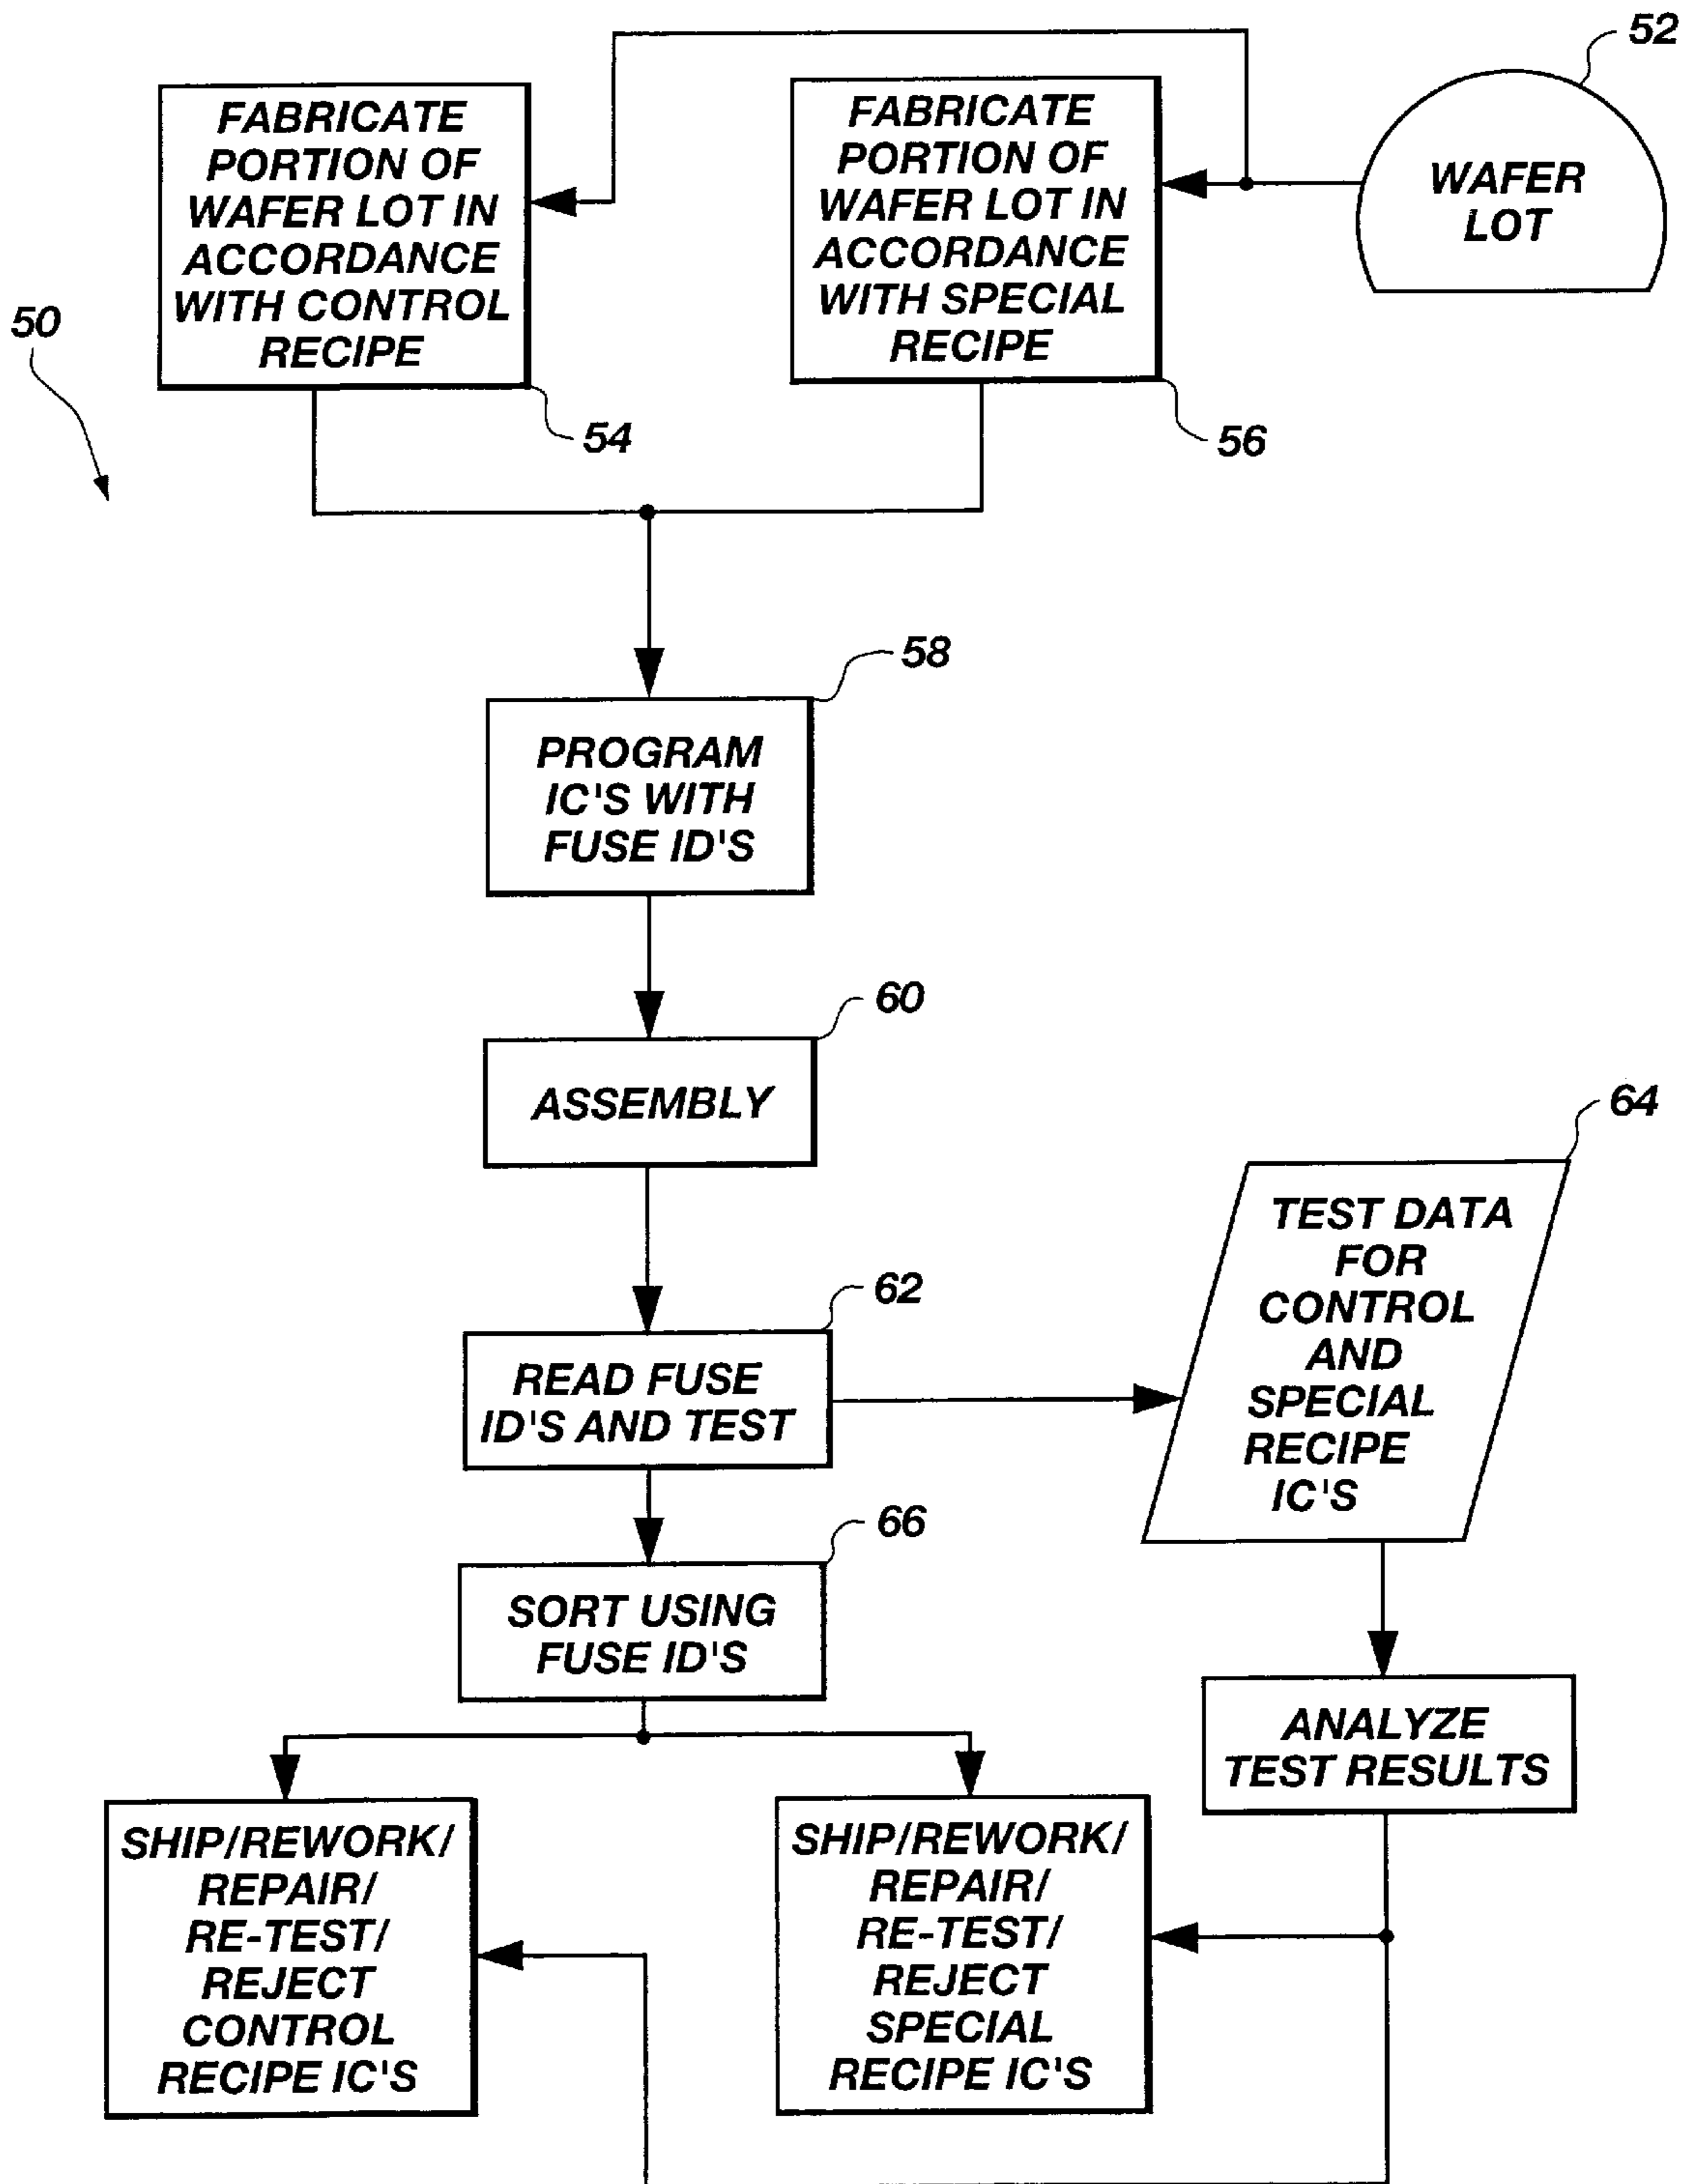 52
FABRICATE
PORTION OF
WAFER LOT IN
ACCORDANCE
WITH CONTROL
RECIPE
FABRICATE
PORTION OF
WAFER LOT IN
ACCORDANCE
WITH SPECIAL
RECIPE
WAFER
LOT
50
54
56
58
PROGRAM
IC'S WITH
FUSE ID'S
60
ASSEMBLY
64
TEST DATA
FOR
CONTROL
AND
SPECIAL
RECIPE
IC'S
62
READ FUSE
ID'S AND TEST
66
SORT USING
FUSE ID'S
ANALYZE
TEST RESULTS
SHIP/REWORK/
REPAIR/
RE-TEST/
REJECT
CONTROL
RECIPE IC'S
SHIP/REWORK/
REPAIR/
RE-TEST/
REJECT
SPECIAL
RECIPE IC'S